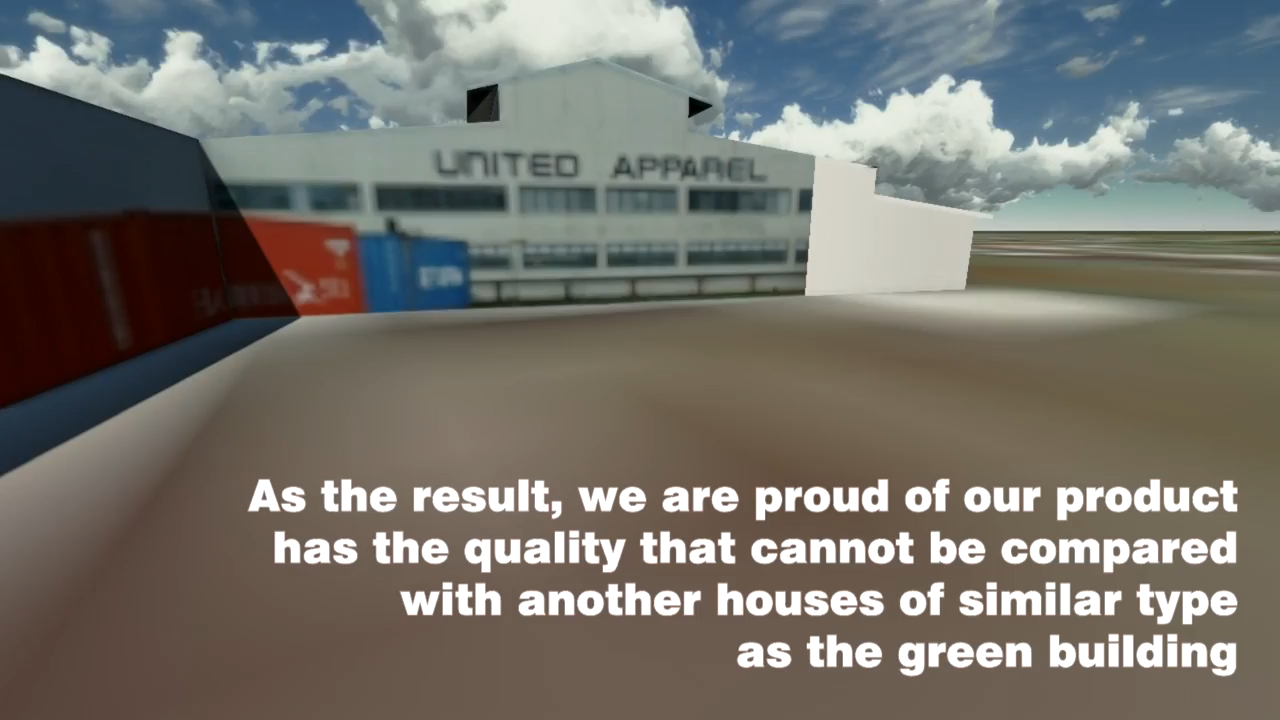 UNITED APPAREL
As the result, we are proud of our product
has the quality that cannot be compared
with another houses of similar type
as the green building